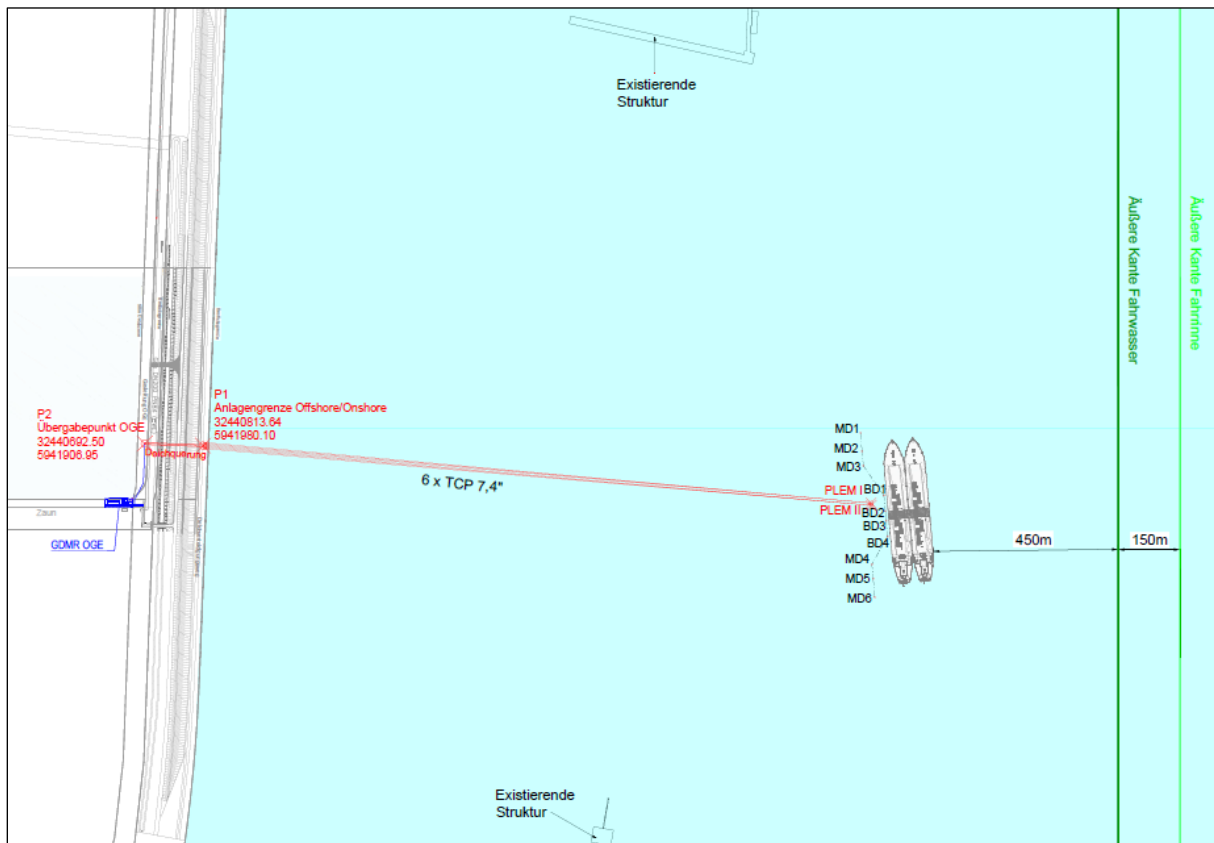 Existierende
Struktur
Äußere Kante Fahrwasser
Äußere Kante Fahrrinne
P1
Anlagengrenze Offshore/Onshore
32440813.64
5941980.10
P2
Übergabepunkt OGE
32440692.50
5941906.95
Deichquerung
6 x TCP 7,4"
MD1
MD2
MD3
PLEM I
BD1
PLEM II
BD2
BD3
BD4
MD4
MD5
MD6
450m
150m
Zaun
GDMR OGE
Existierende
Struktur